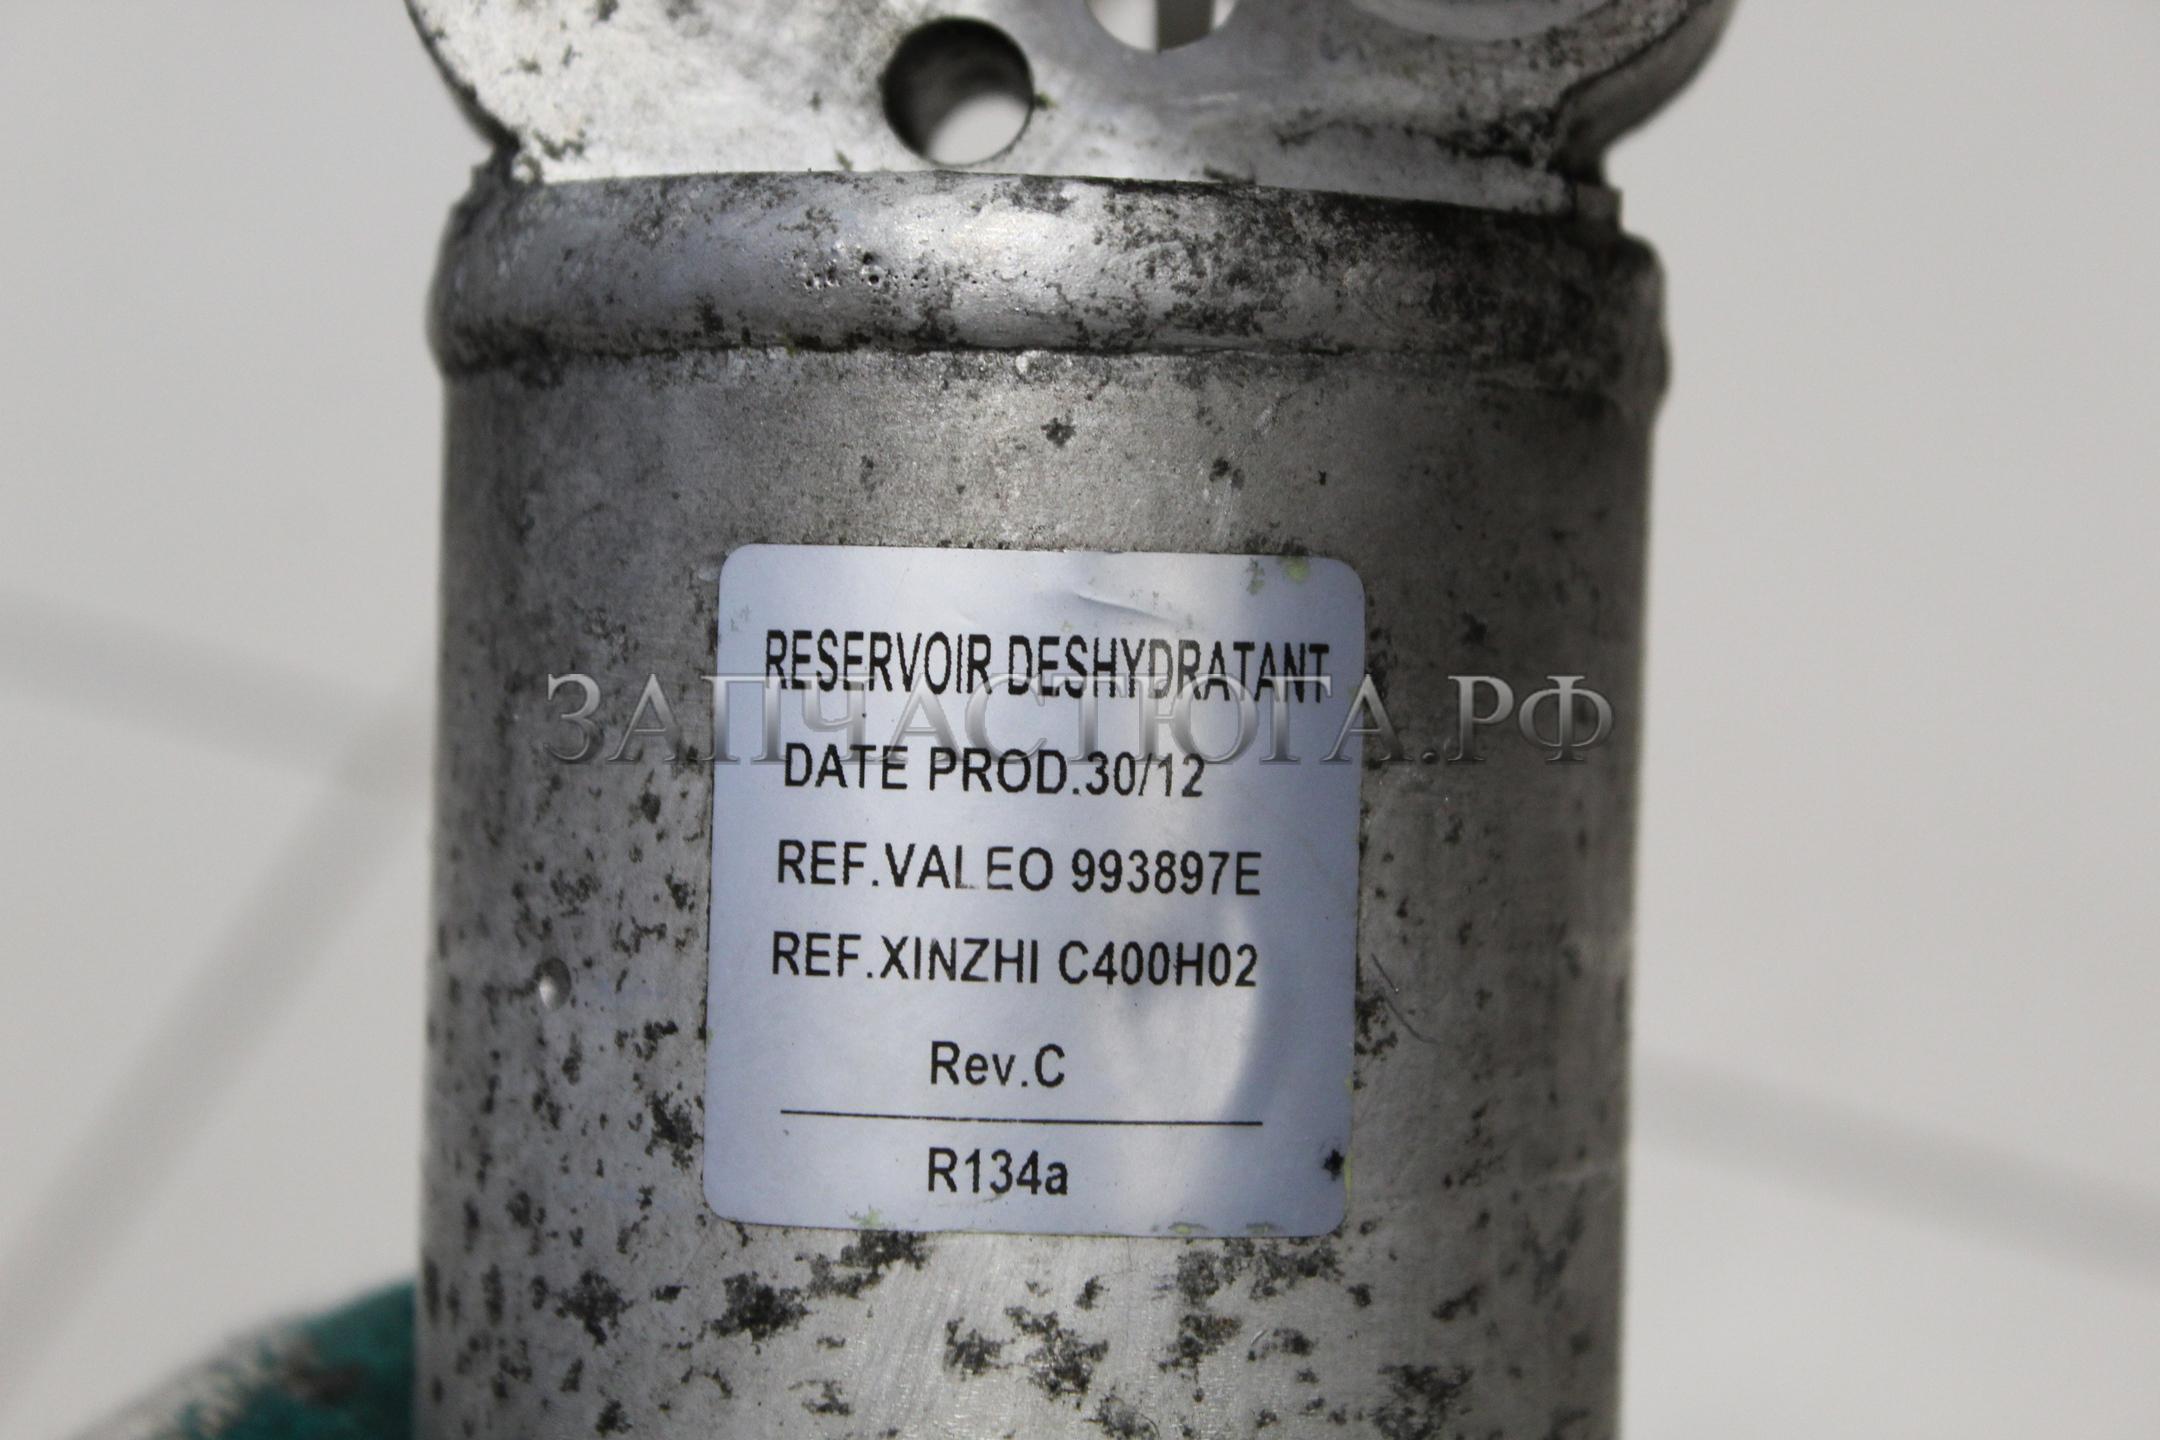 RESERVOIR DESHYDRATANT
ЗАПЧАСТЮГА.РФ
DATE PROD.30/12
REF.VALEO 993897E
REF.XINZHI C400H02
Rev.C
R134a